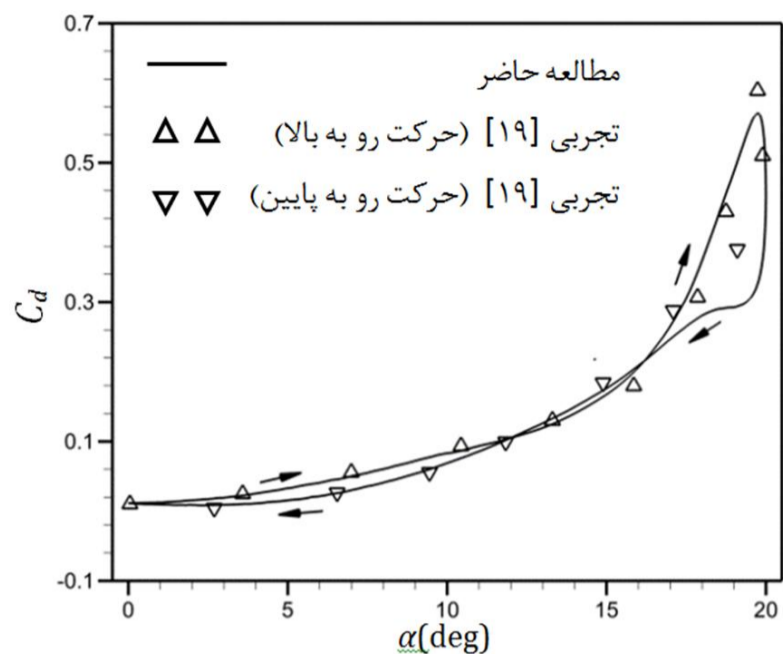 0.7
0.5
0.3
0.1
-0.1
C_d
مطالعه حاضر
تجربی [۱۹] (حرکت رو به بالا)
تجربی [۱۹] (حرکت رو به پایین)
0 5 10 15 20
α(deg)